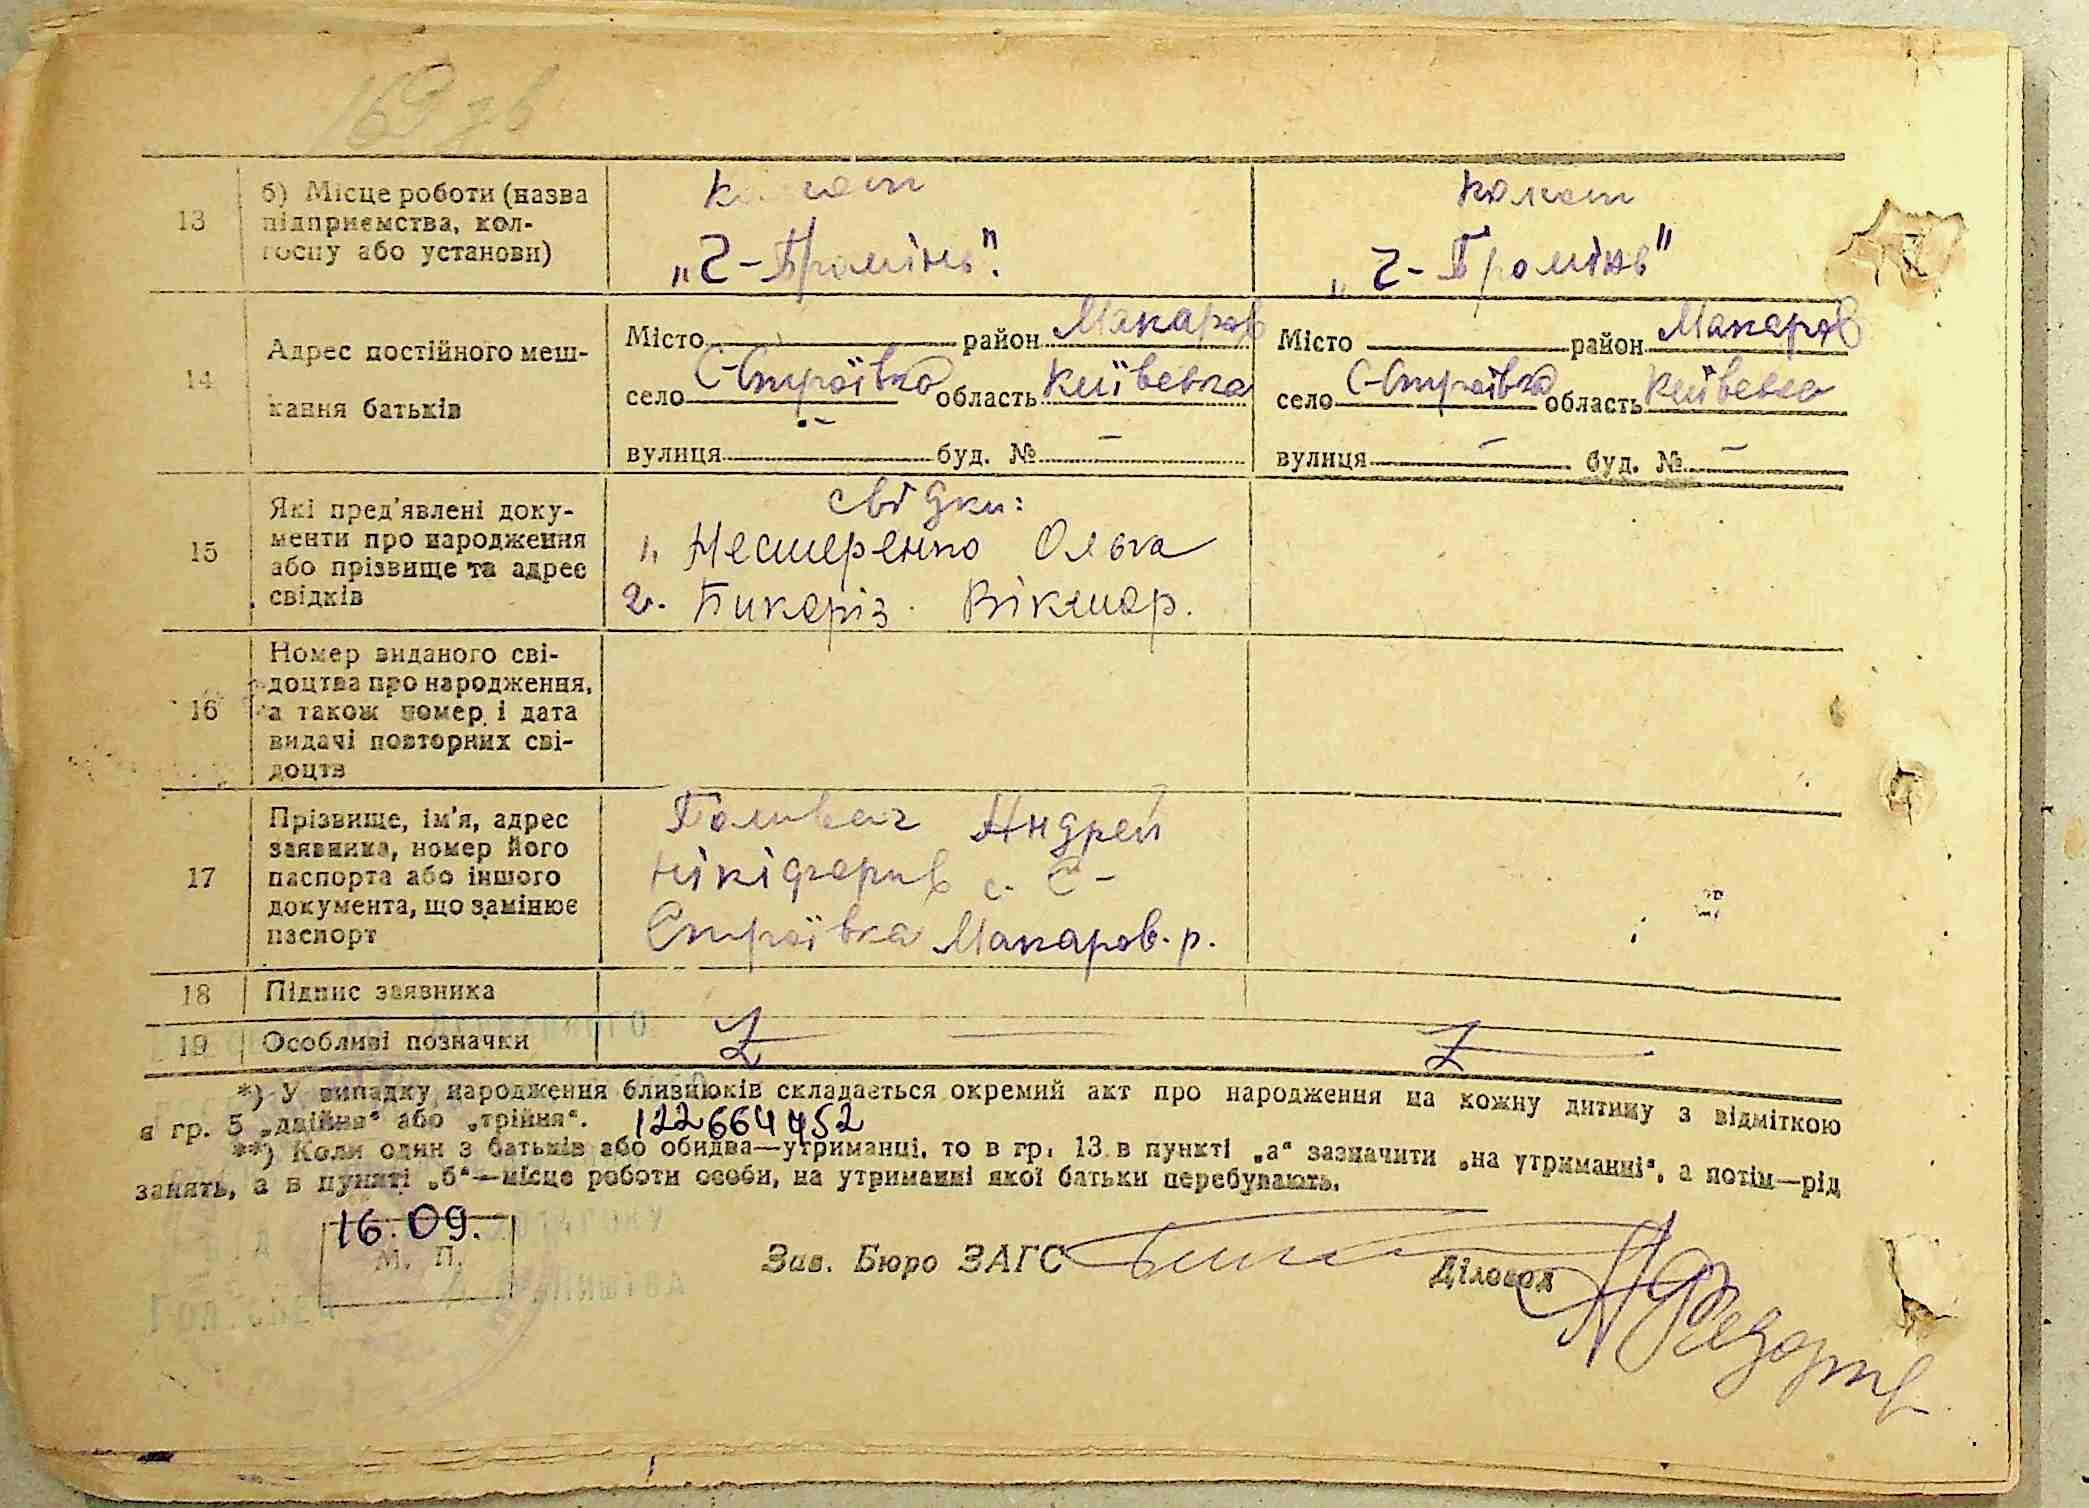 169 зв
13
б) Місце роботи (назва
підприємства, кол-
госпу або установи)
"Ч-Промінь".
колгосп
"Ч-Промінь"
14
Адрес постійного меш-
кання батьків
Місто район Макаров
село С-Строївка область Київська
вулиця - буд. № -
Місто район Макаров
село С-Строївка область Київська
вулиця - буд. № -
15
Які пред'явлені доку-
менти про народження
або прізвище та адрес
свідків
свідки:
1. Нестеренко Ольга
2. Віктор.
16
Номер виданого сві-
доцтва про народження,
а також номер і дата
видачі повторних сві-
доцтв
17
Прізвище, ім'я, адрес
заявника, номер його
паспорта або іншого
документа, що замінює
паспорт
Андрей
Нікіфоров с. С-
Строївка Макаров. р.
18
Підпис заявника
19
Особливі позначки
Z — Z
*) У випадку народження близнюків складається окремий акт про народження на кожну дитину з відміткою
в гр. 5 „двійня“ або „трійня“. 122664452
**) Коли один з батьків або обидва—утриманці, то в гр. 13 в пункті „а“ зазначити „на утриманні“, а потім—рід
занять, а в пункті „б“—місце роботи особи, на утриманні якої батьки перебувають.
16.09.
М. П.
Зав. Бюро ЗАГС
Діловод